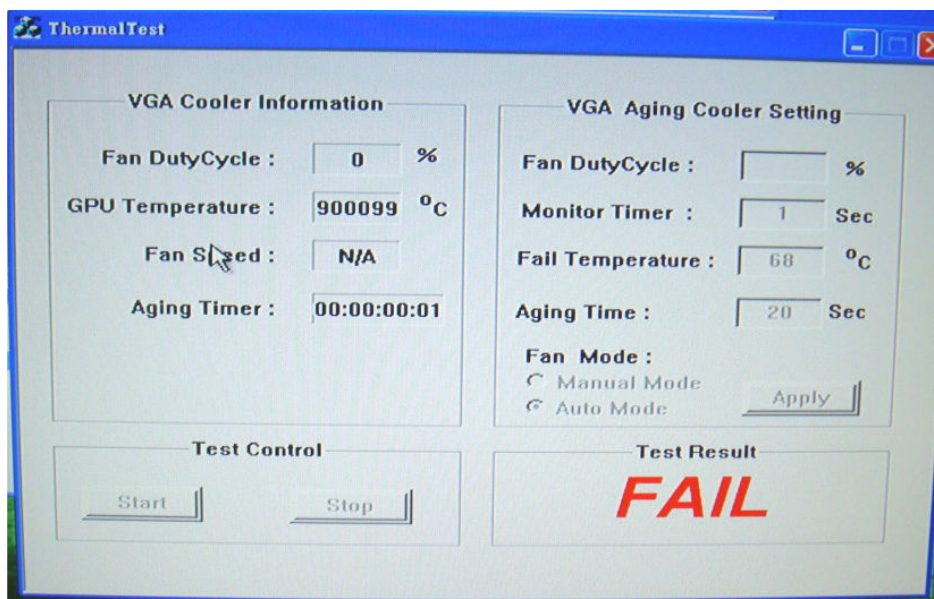 ThermalTest
VGA Cooler Information
Fan DutyCycle : 0 %
GPU Temperature : 900099 ºC
Fan Speed : N/A
Aging Timer : 00:00:00:01
VGA Aging Cooler Setting
Fan DutyCycle : %
Monitor Timer : 1 Sec
Fail Temperature : 68 ºC
Aging Time : 20 Sec
Fan Mode :
Manual Mode
Auto Mode
Apply
Test Control
Start Stop
Test Result
FAIL